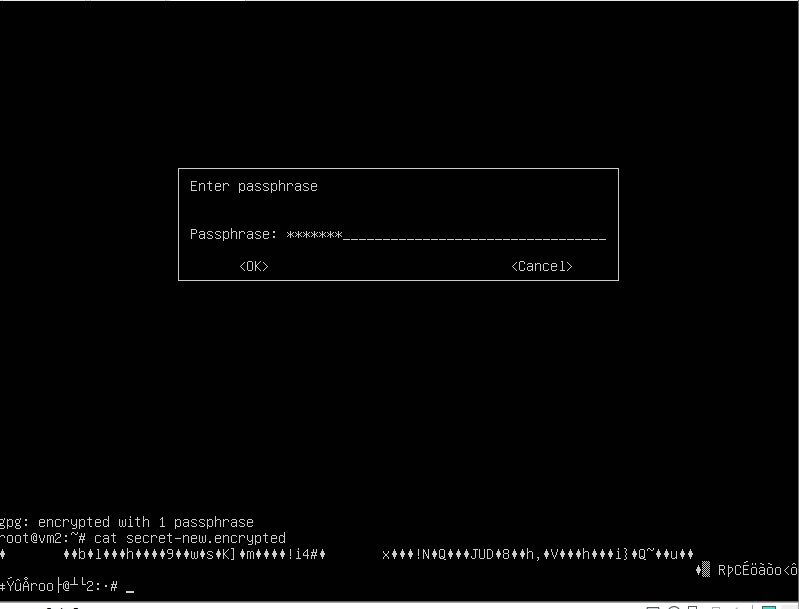 Enter passphrase
Passphrase: *******_________________________________
<OK> <Cancel>
gpg: encrypted with 1 passphrase
root@vm2:~# cat secret-new.encrypted
♦ ♦♦b♦l♦♦♦h♦♦♦♦9♦♦w♦s♦K]♦m♦♦♦♦!i4#♦ x♦♦♦!N♦Q♦♦♦JUD♦8♦♦h,♦V♦♦♦h♦♦♦i}♦Q~♦♦u♦♦
♦▒ RþCÉöãòo<ô
‡ÝûÅroo├@┴└2:·# _